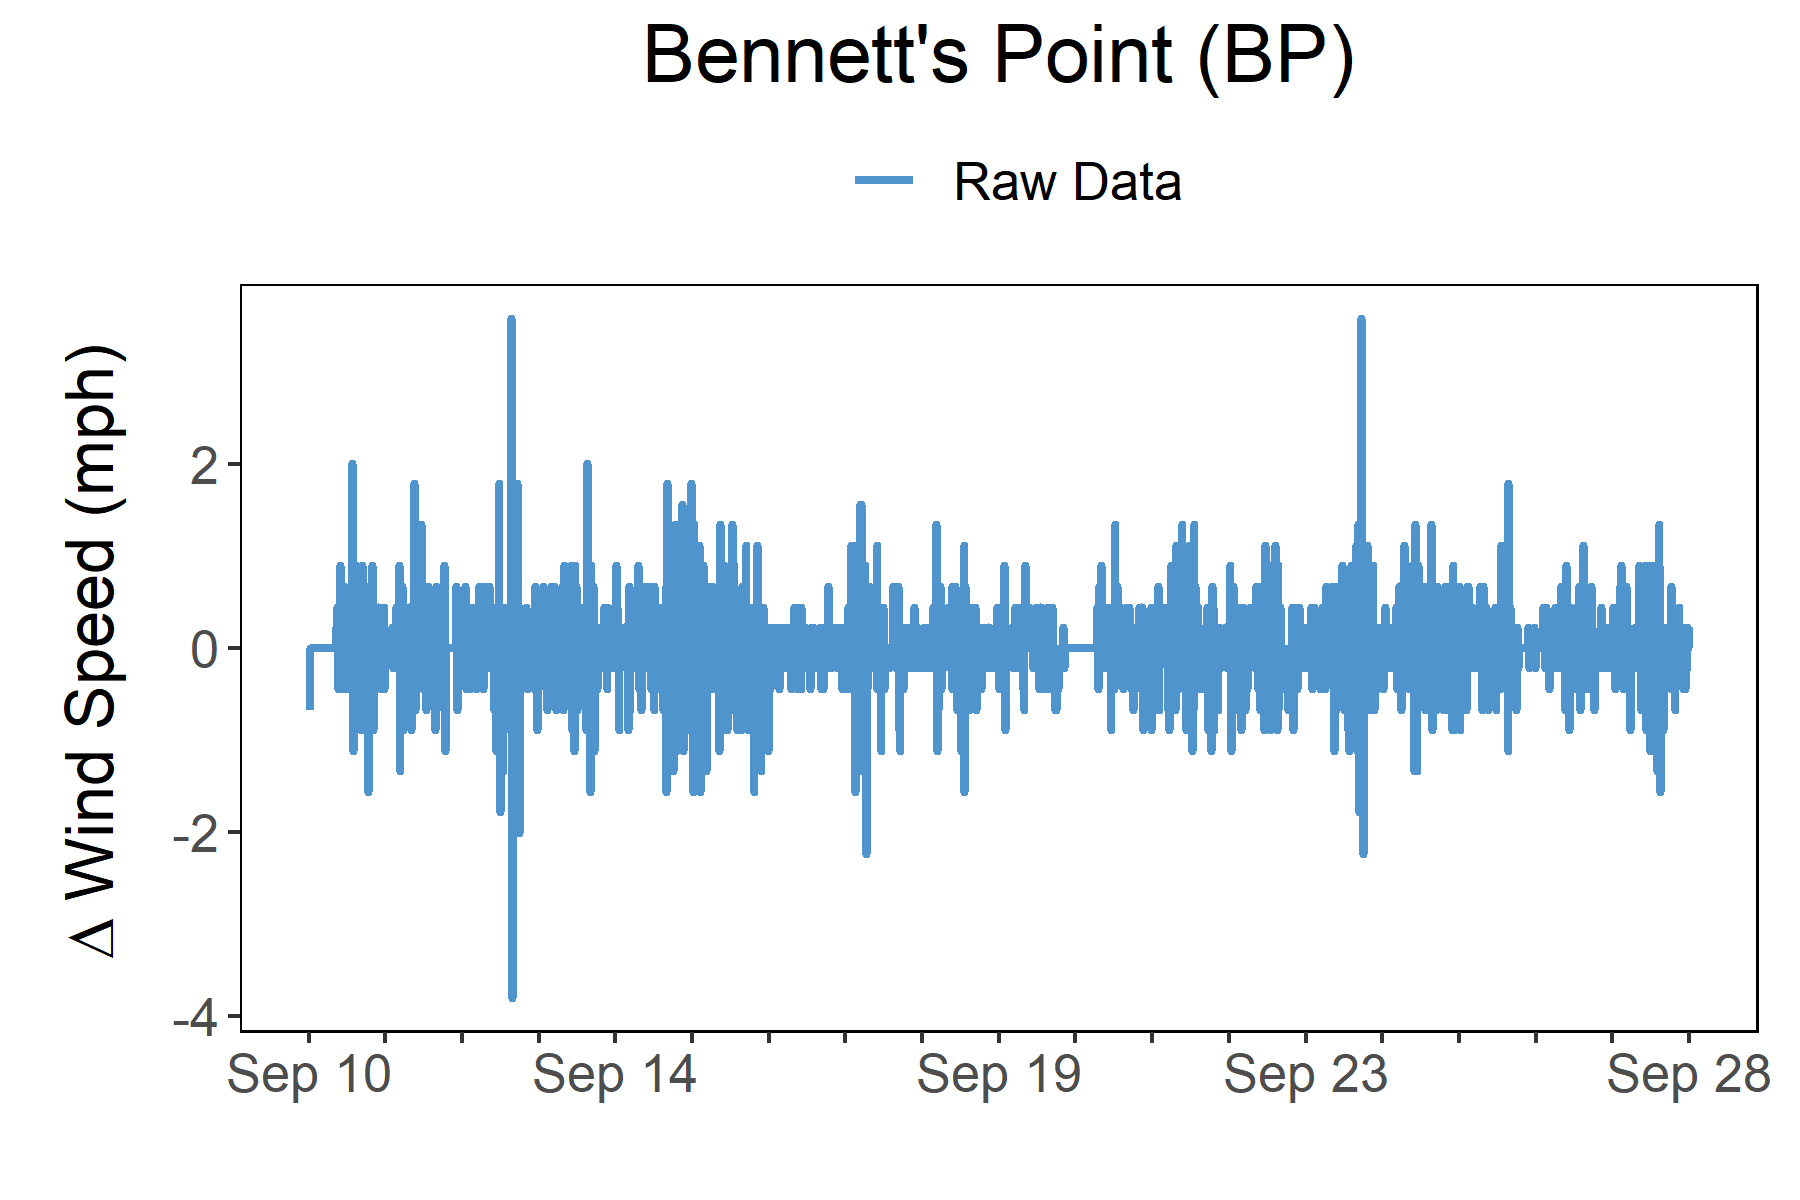 Bennett's Point (BP)
Raw Data
Δ Wind Speed (mph)
2
0
-2
-4
Sep 10 Sep 14 Sep 19 Sep 23 Sep 28